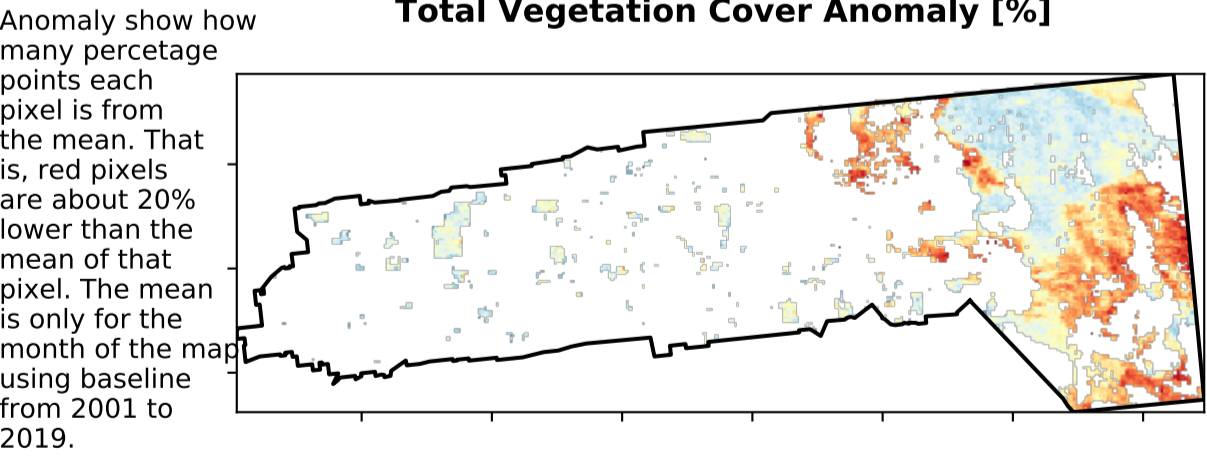 Total Vegetation Cover Anomaly [%]
Anomaly show how
many percetage
points each
pixel is from
the mean. That
is, red pixels
are about 20%
lower than the
mean of that
pixel. The mean
is only for the
month of the map
using baseline
from 2001 to
2019.